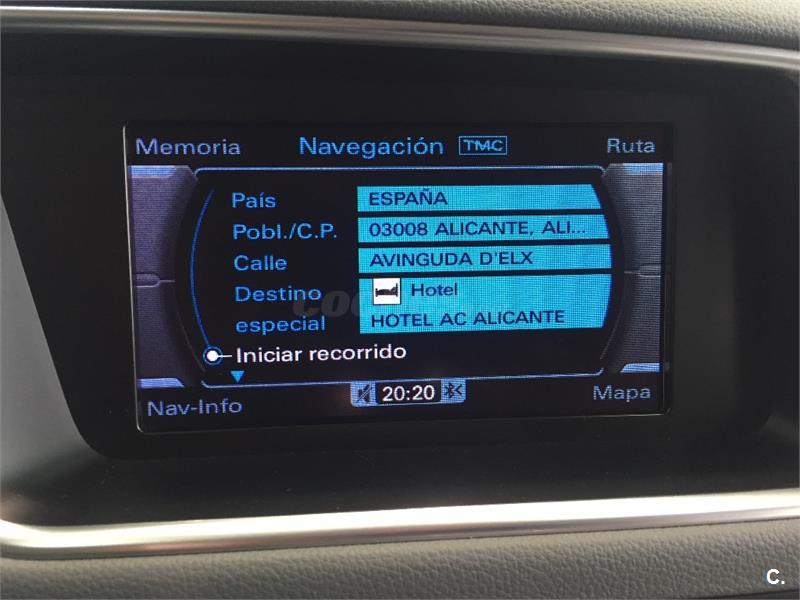 Memoria Navegación TMC Ruta
País ESPAÑA
Pobl./C.P. 03008 ALICANTE, ALI...
Calle AVINGUDA D'ELX
Destino Hotel
especial HOTEL AC ALICANTE
Iniciar recorrido
Nav-Info 20:20 Mapa
C.